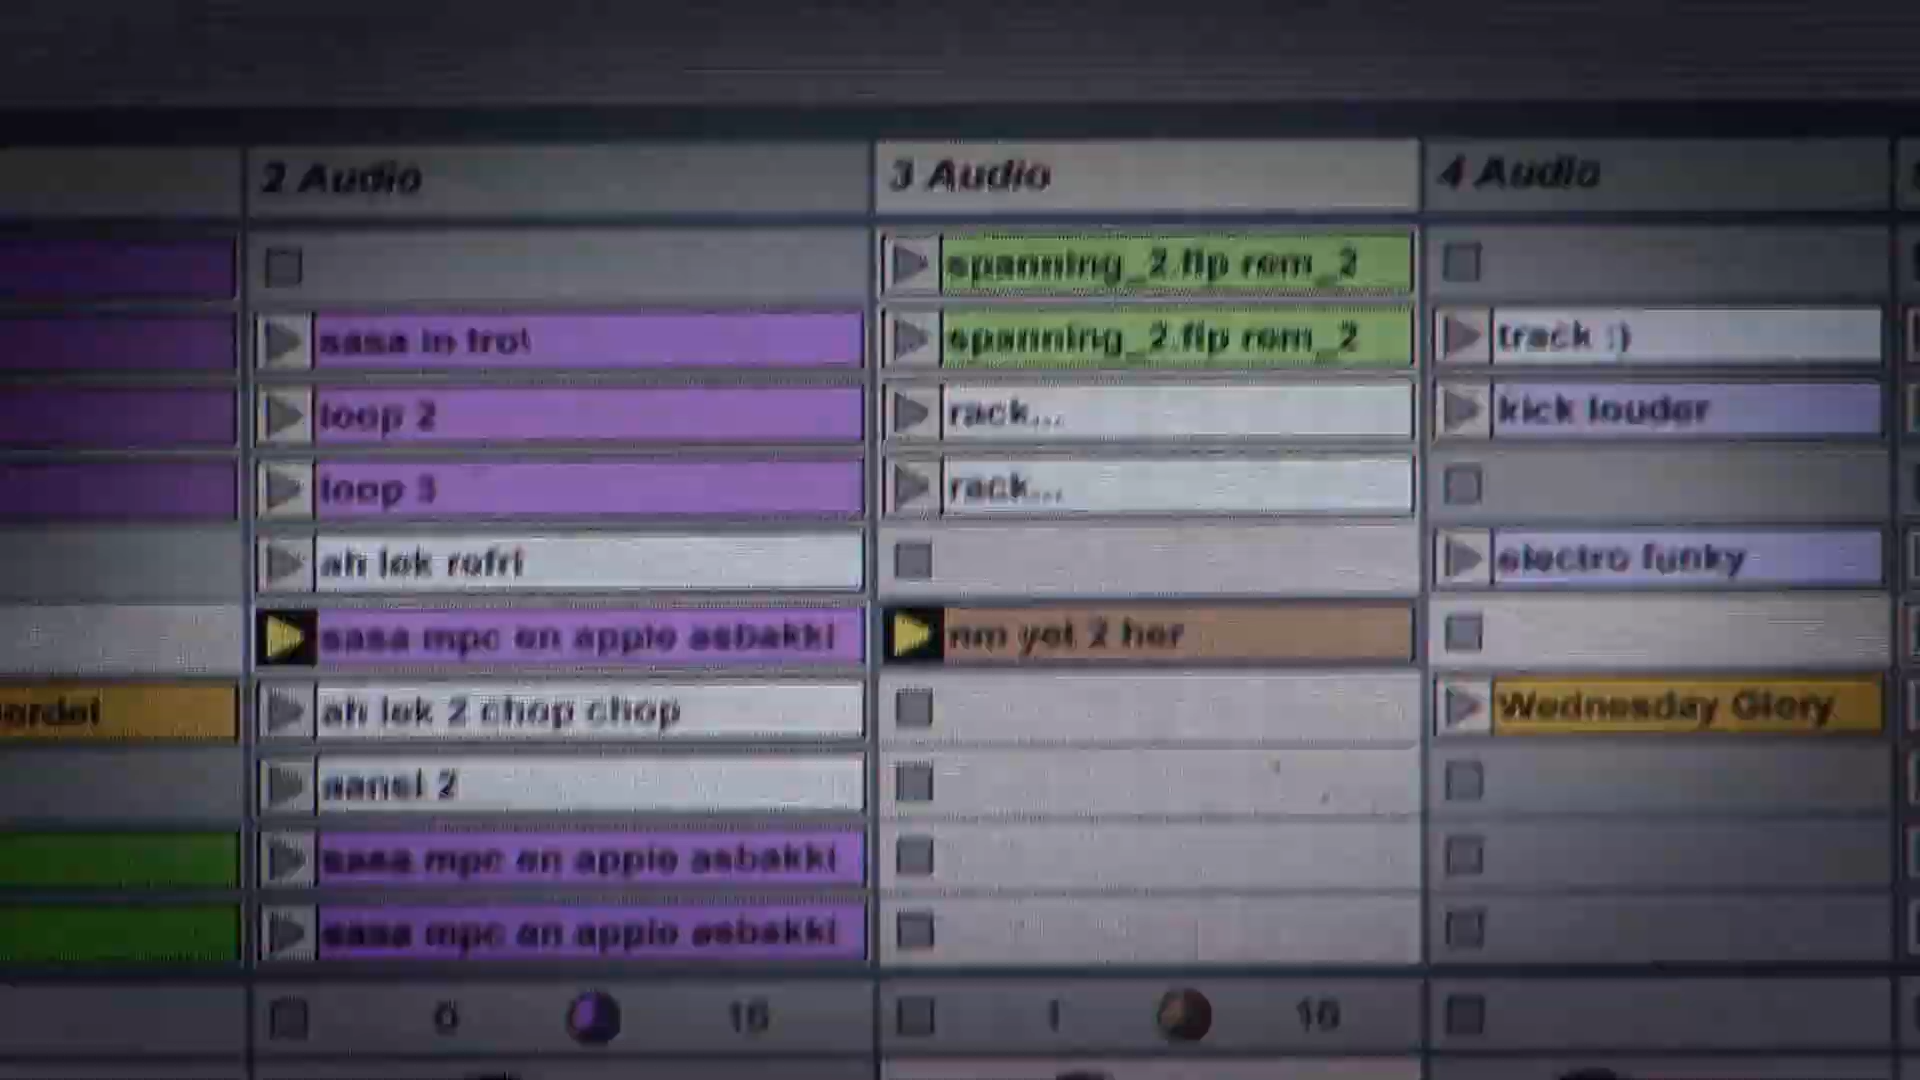 2 Audio
3 Audio
4 Audio
spanning_2.flp rem_2
sasa in trot
spanning_2.flp rem_2
track :)
loop 2
rack...
kick louder
loop 3
rack...
ah lek refri
electro funky
sasa mpc en apple asbakki
nm yet 2 her
ah lek 2 chop chop
Wednesday Glory
aansl 2
sasa mpc en apple asbakki
sasa mpc en apple asbakki
0
16
1
16